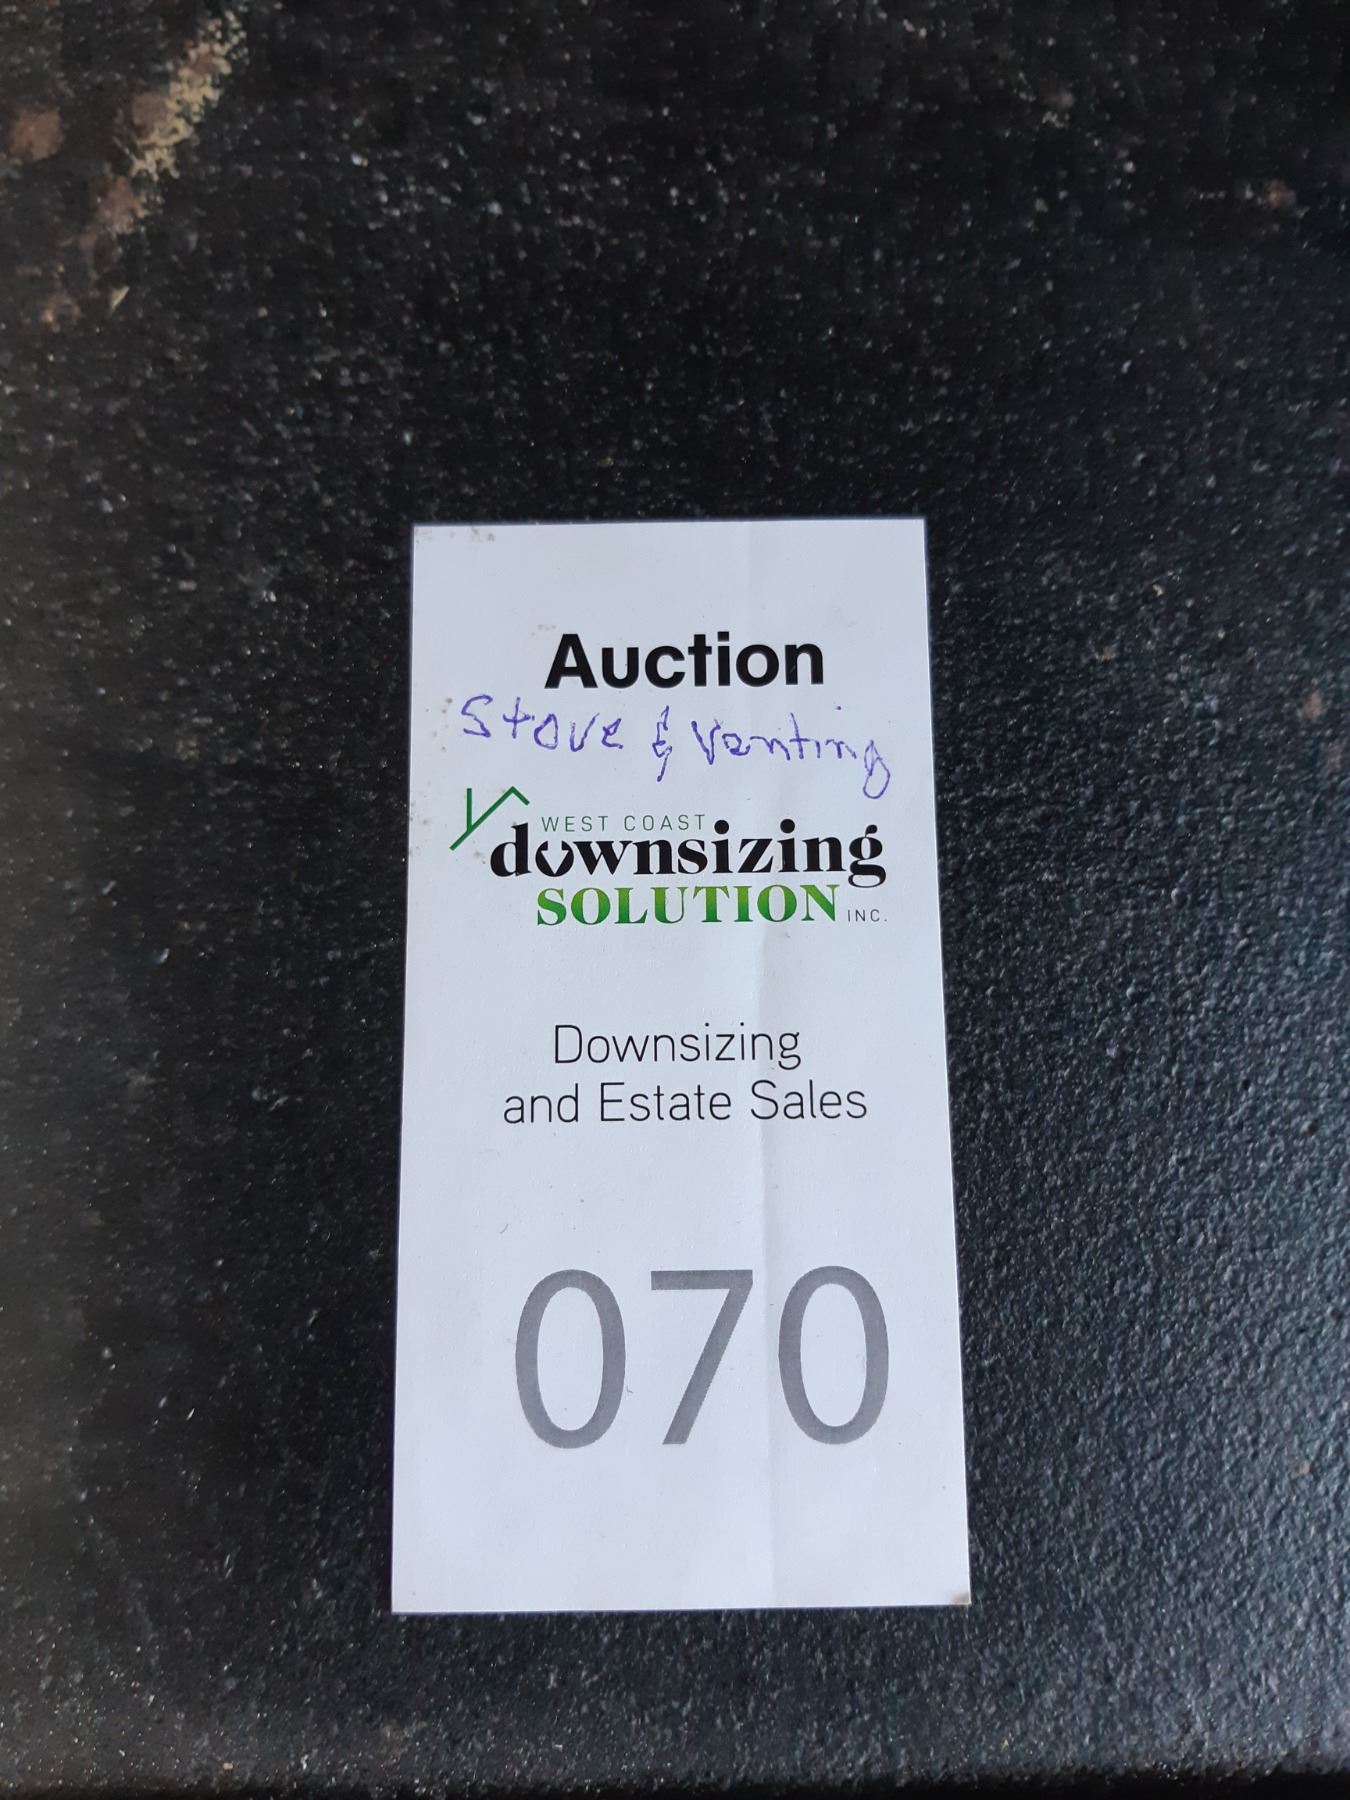 Auction
Stove & Venting
WEST COAST
downsizing
SOLUTION INC.
Downsizing
and Estate Sales
070